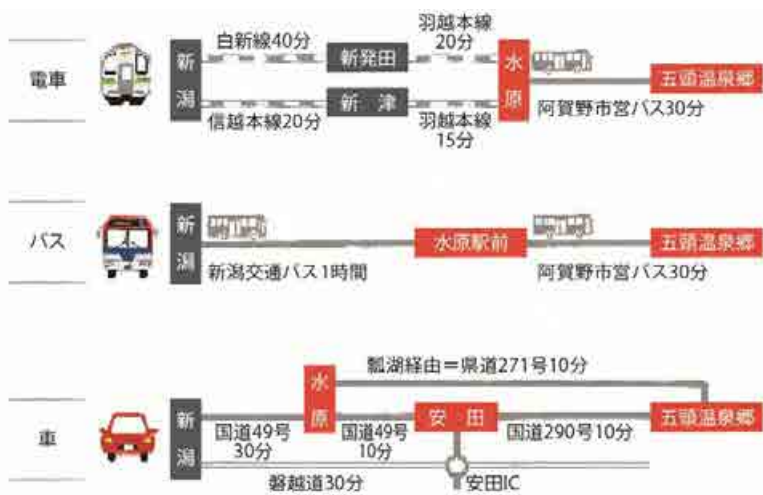 電車
新潟
白新線40分
新発田
羽越本線
20分
水原
信越本線20分
新津
羽越本線
15分
阿賀野市営バス30分
五頭温泉郷
バス
新潟
新潟交通バス1時間
水原駅前
阿賀野市営バス30分
五頭温泉郷
車
新潟
国道49号
30分
水原
瓢湖経由=県道271号10分
国道49号
10分
安田
国道290号10分
五頭温泉郷
磐越道30分
安田IC